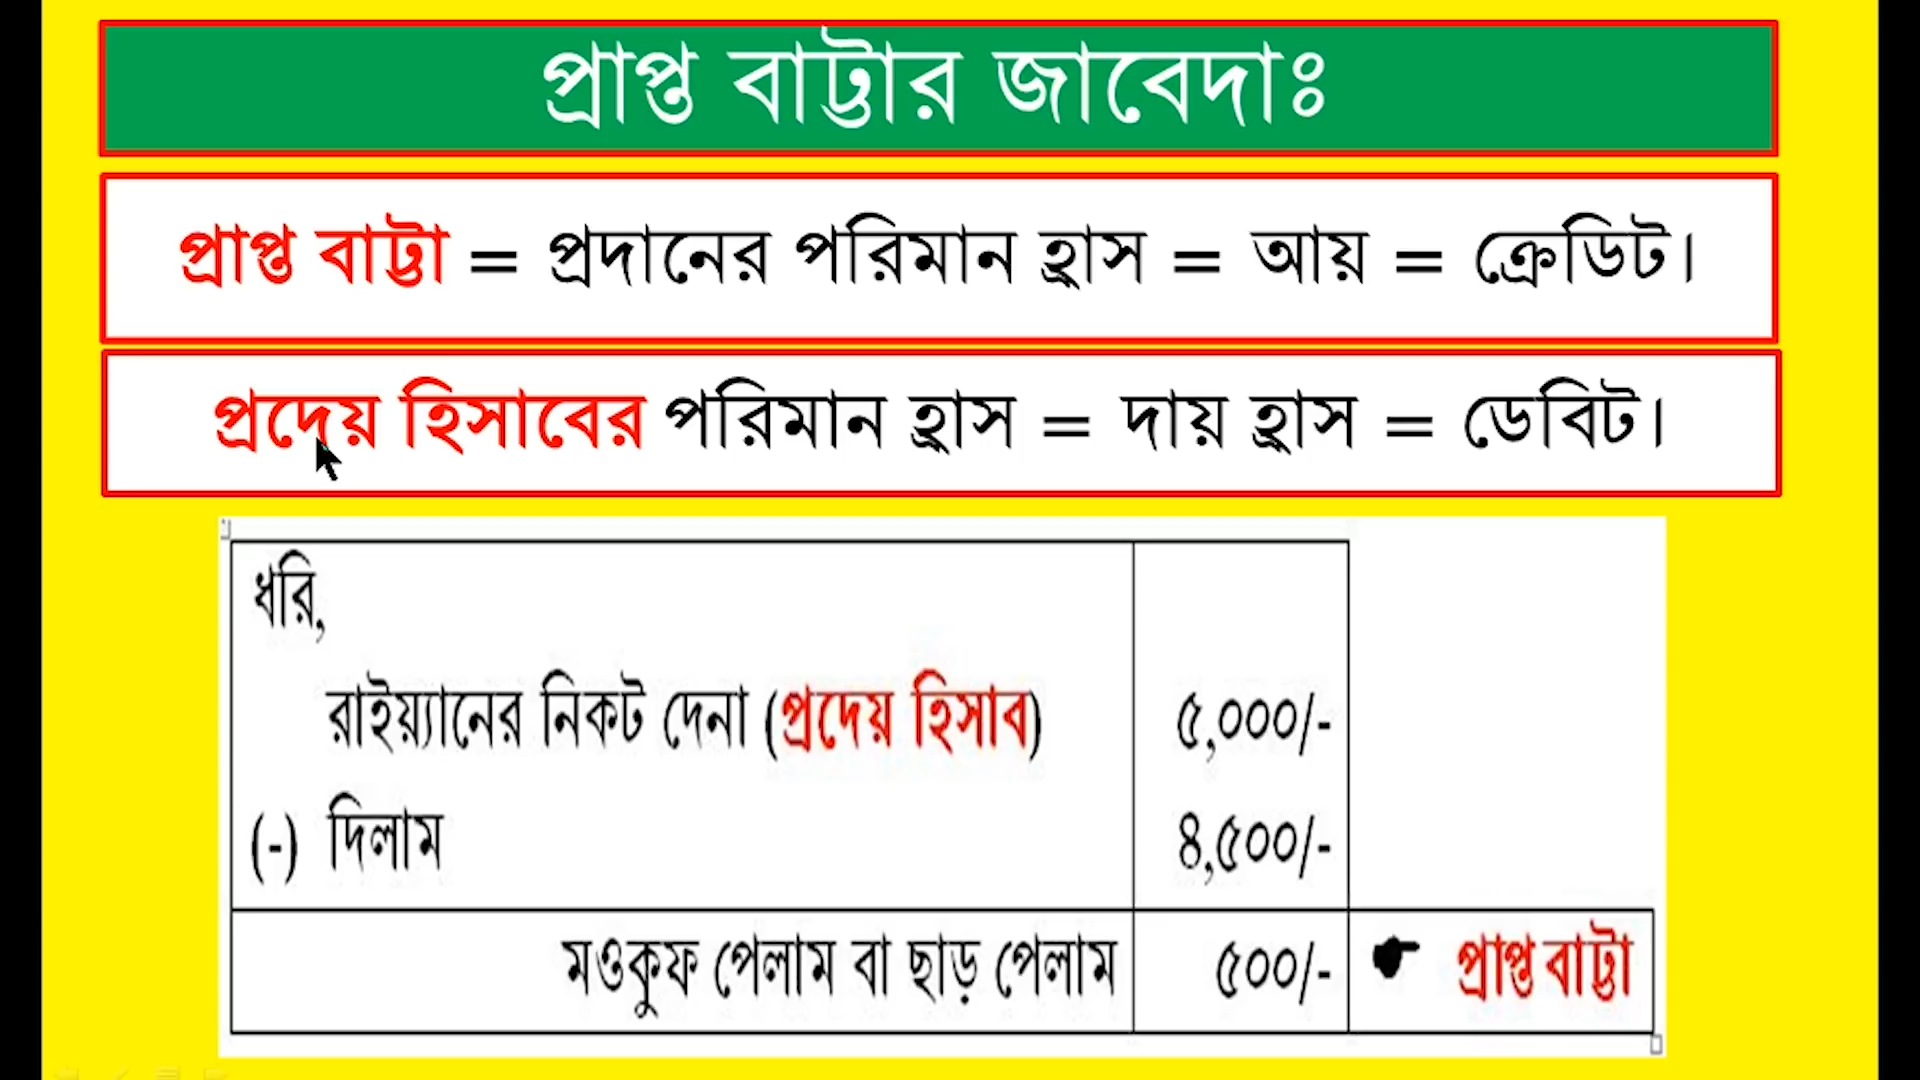 প্রাপ্ত বাট্টার জাবেদাঃ
প্রাপ্ত বাট্টা = প্রদানের পরিমান হ্রাস = আয় = ক্রেডিট।
প্রদেয় হিসাবের পরিমান হ্রাস = দায় হ্রাস = ডেবিট।
ধরি,
রাইয়্যানের নিকট দেনা (প্রদেয় হিসাব) ৫,০০০/-
(-) দিলাম ৪,৫০০/-
মওকুফ পেলাম বা ছাড় পেলাম ৫০০/- ☛ প্রাপ্ত বাট্টা